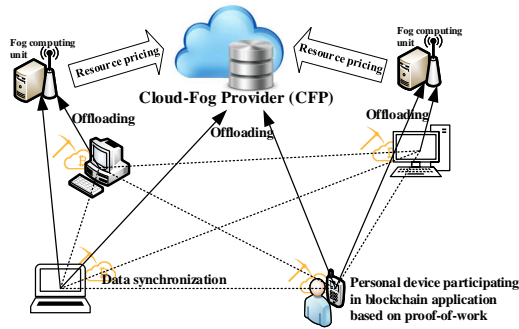 Fog computing
unit
Resource pricing
Resource pricing
Fog computing
unit
Cloud-Fog Provider (CFP)
Offloading
Offloading
Offloading
Data synchronization
Personal device participating
in blockchain application
based on proof-of-work